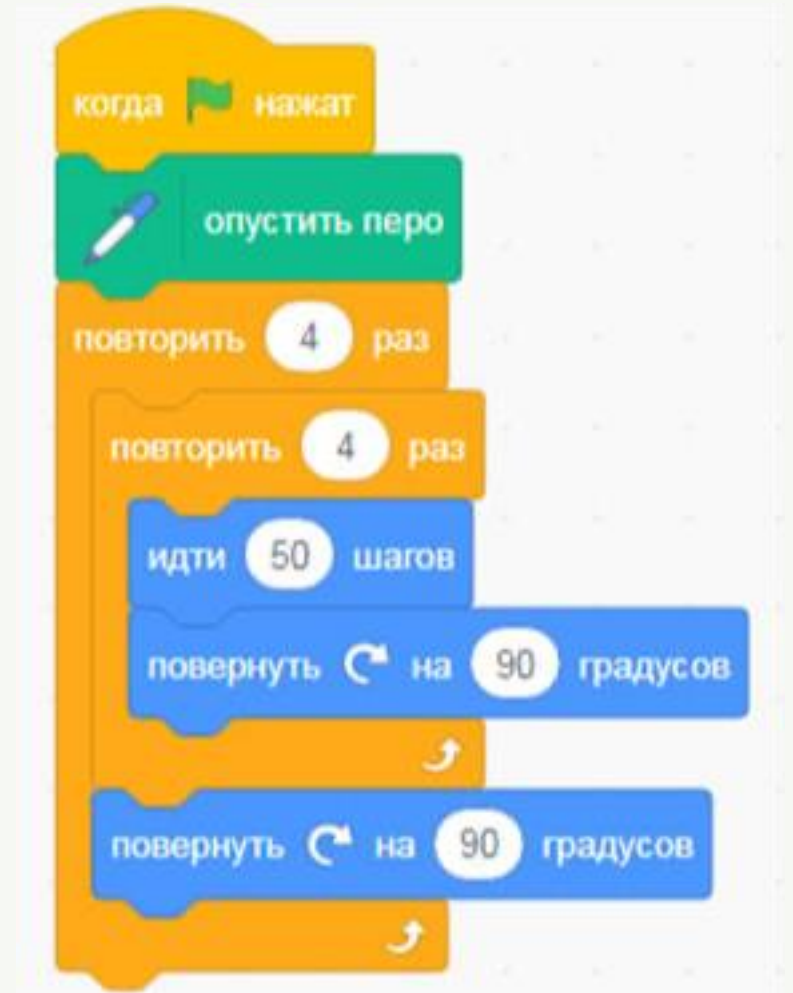 когда нажат
опустить перо
повторить 4 раз
повторить 4 раз
идти 50 шагов
повернуть на 90 градусов
повернуть на 90 градусов